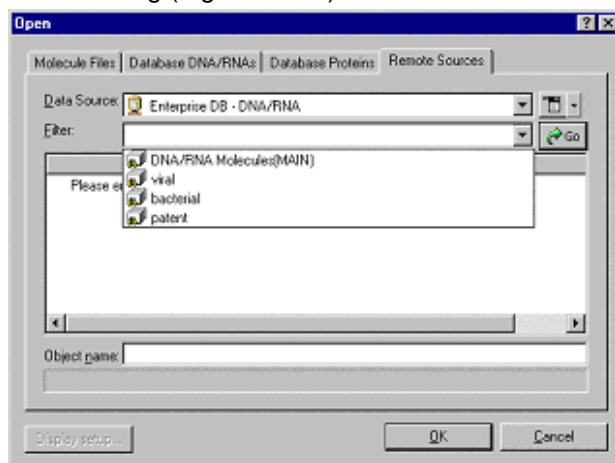 Open
Molecule Files Database DNA/RNAs Database Proteins Remote Sources
Data Source: Enterprise DB - DNA/RNA
Filter: Go
DNA/RNA Molecules(MAIN)
Please
viral
bacterial
patent
Object name:
Display setup... OK Cancel